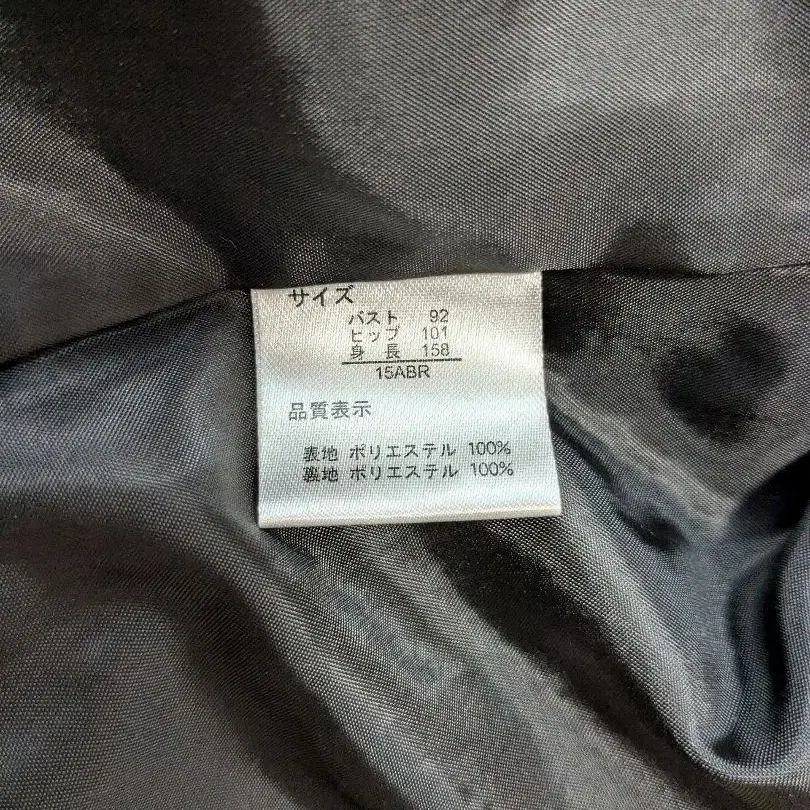 サイズ
バスト 92
ヒップ 101
身長 158
15ABR
品質表示
表地 ポリエステル 100%
裏地 ポリエステル 100%